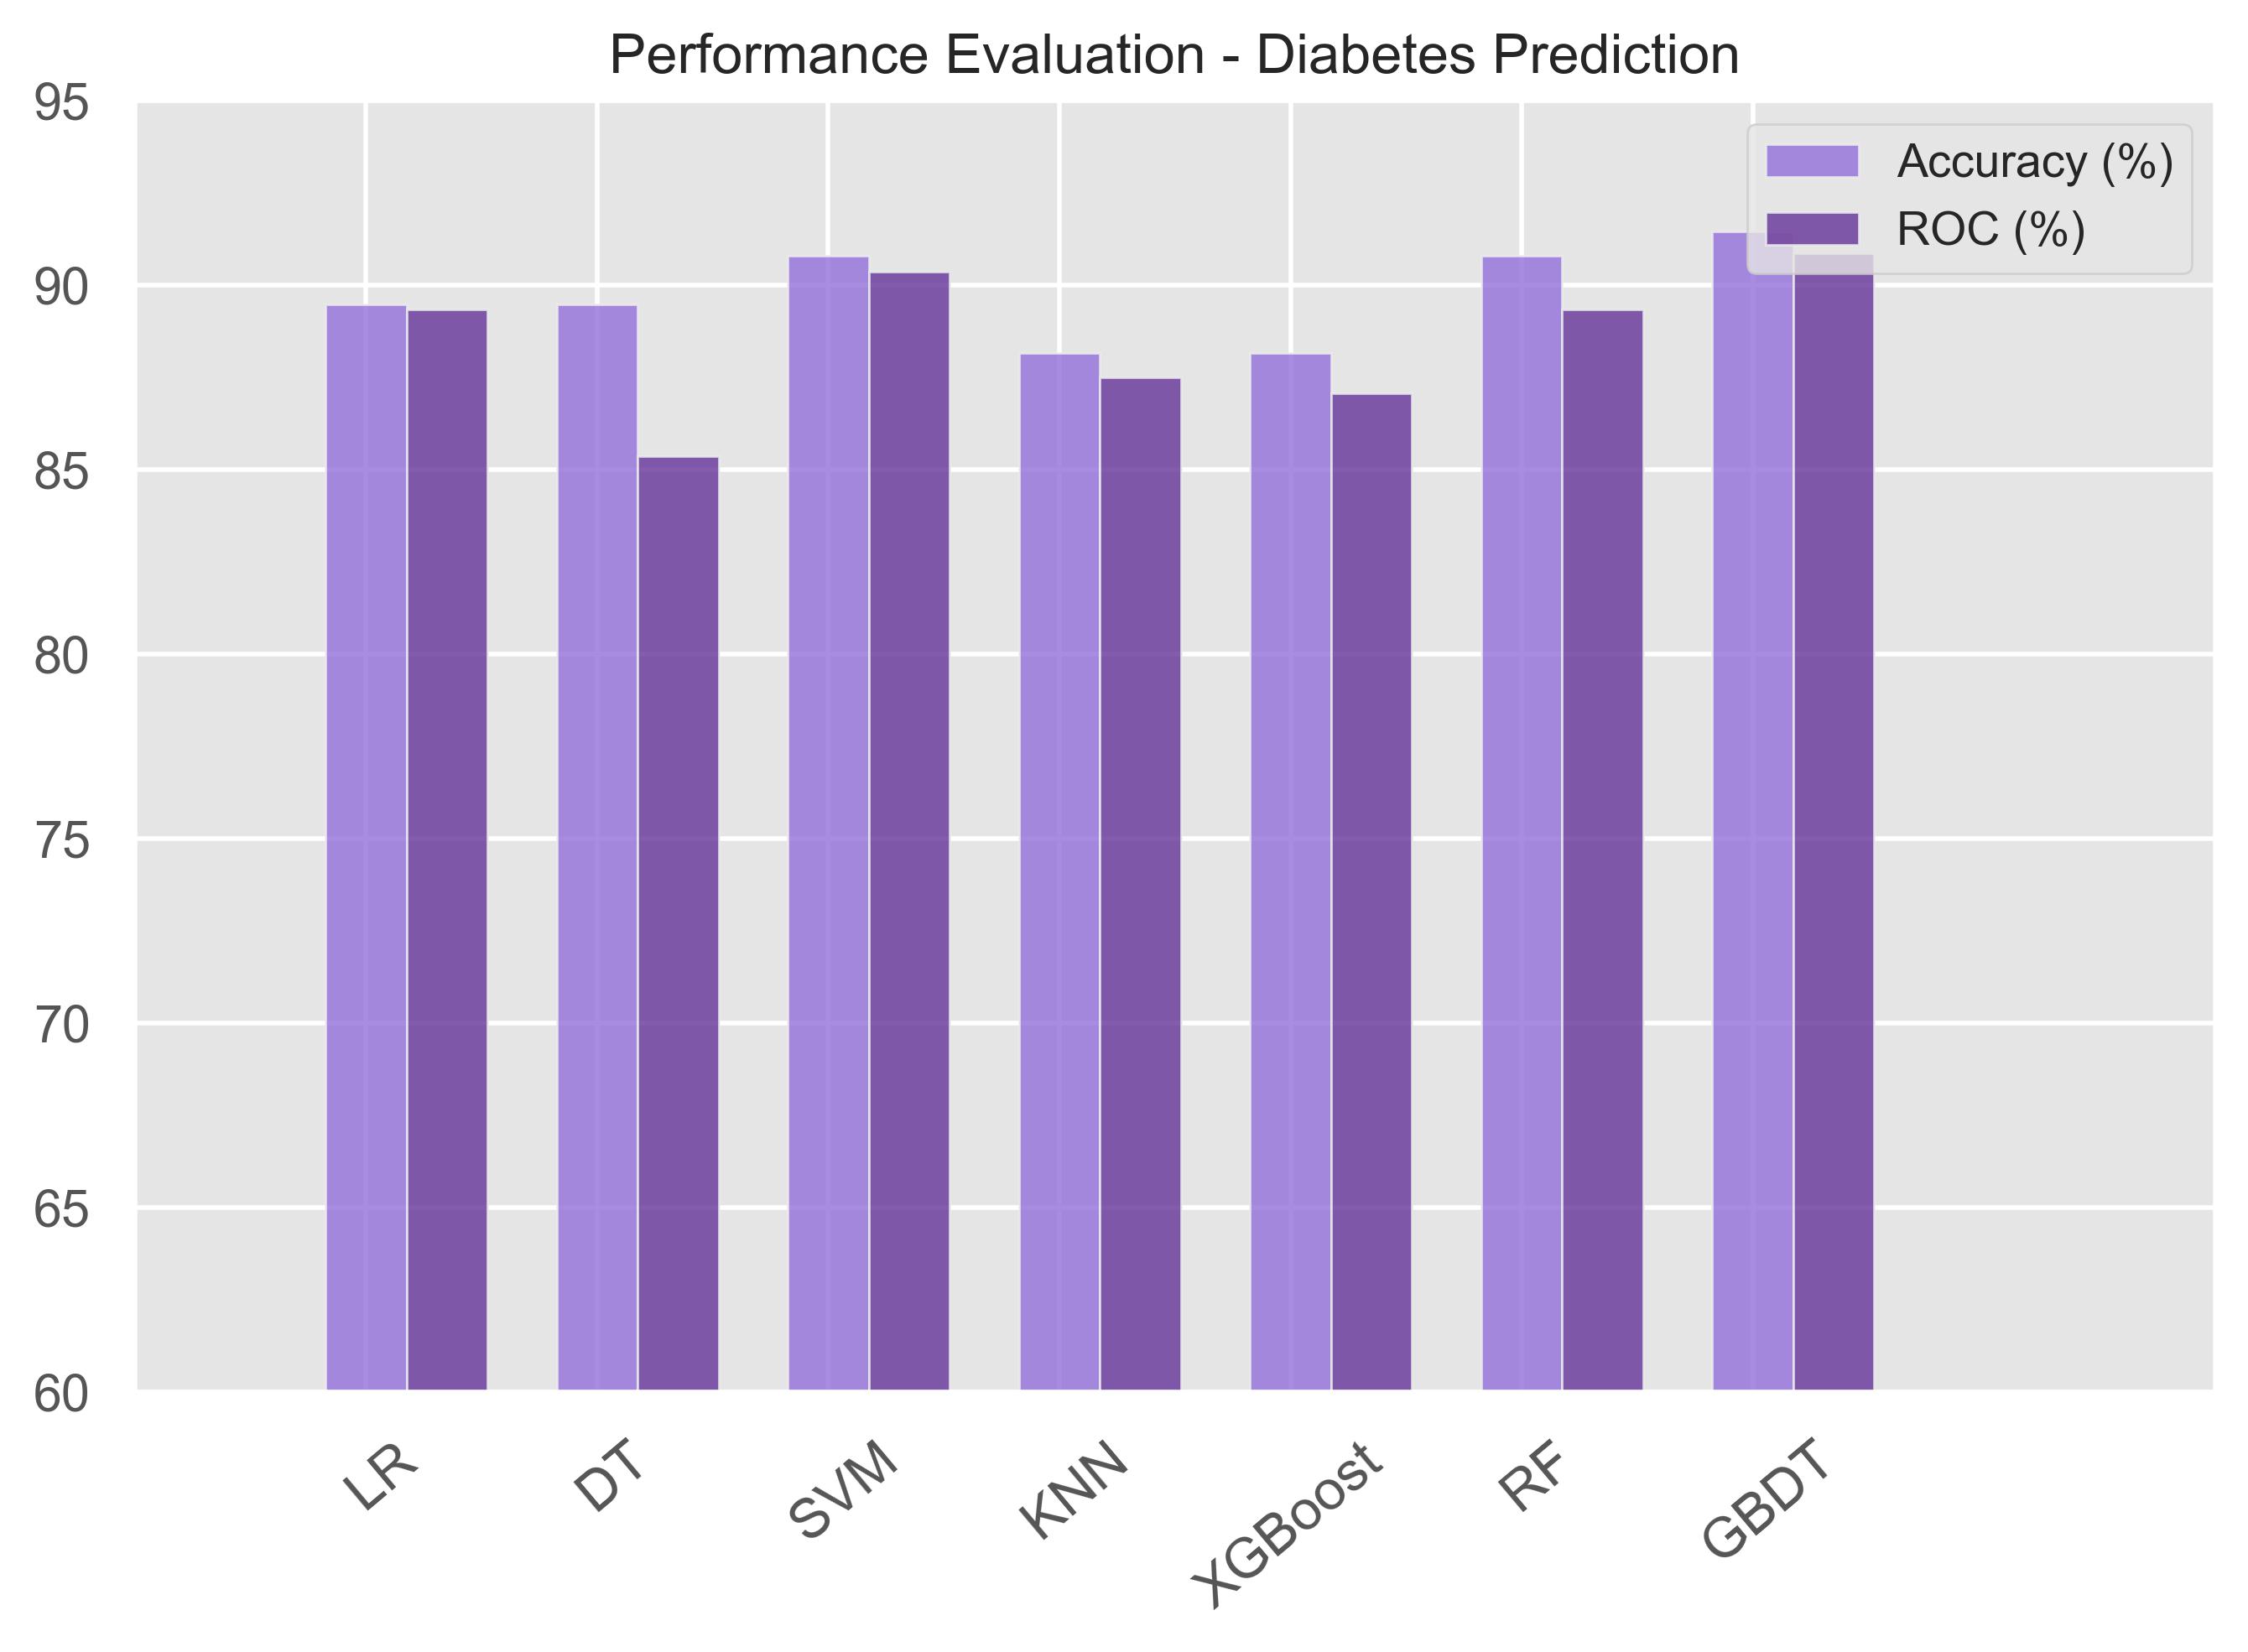 Performance Evaluation - Diabetes Prediction
95
90
85
80
75
70
65
60
Accuracy (%)
ROC (%)
LR
DT
SVM
KNN
XGBoost
RF
GBDT